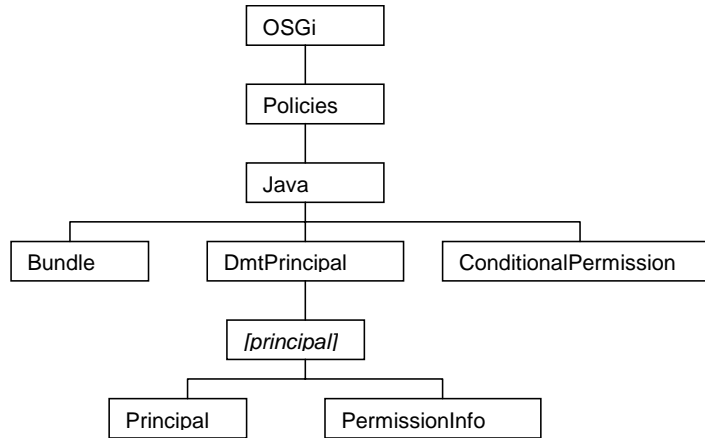 OSGi
Policies
Java
Bundle
DmtPrincipal
ConditionalPermission
[principal]
Principal
PermissionInfo